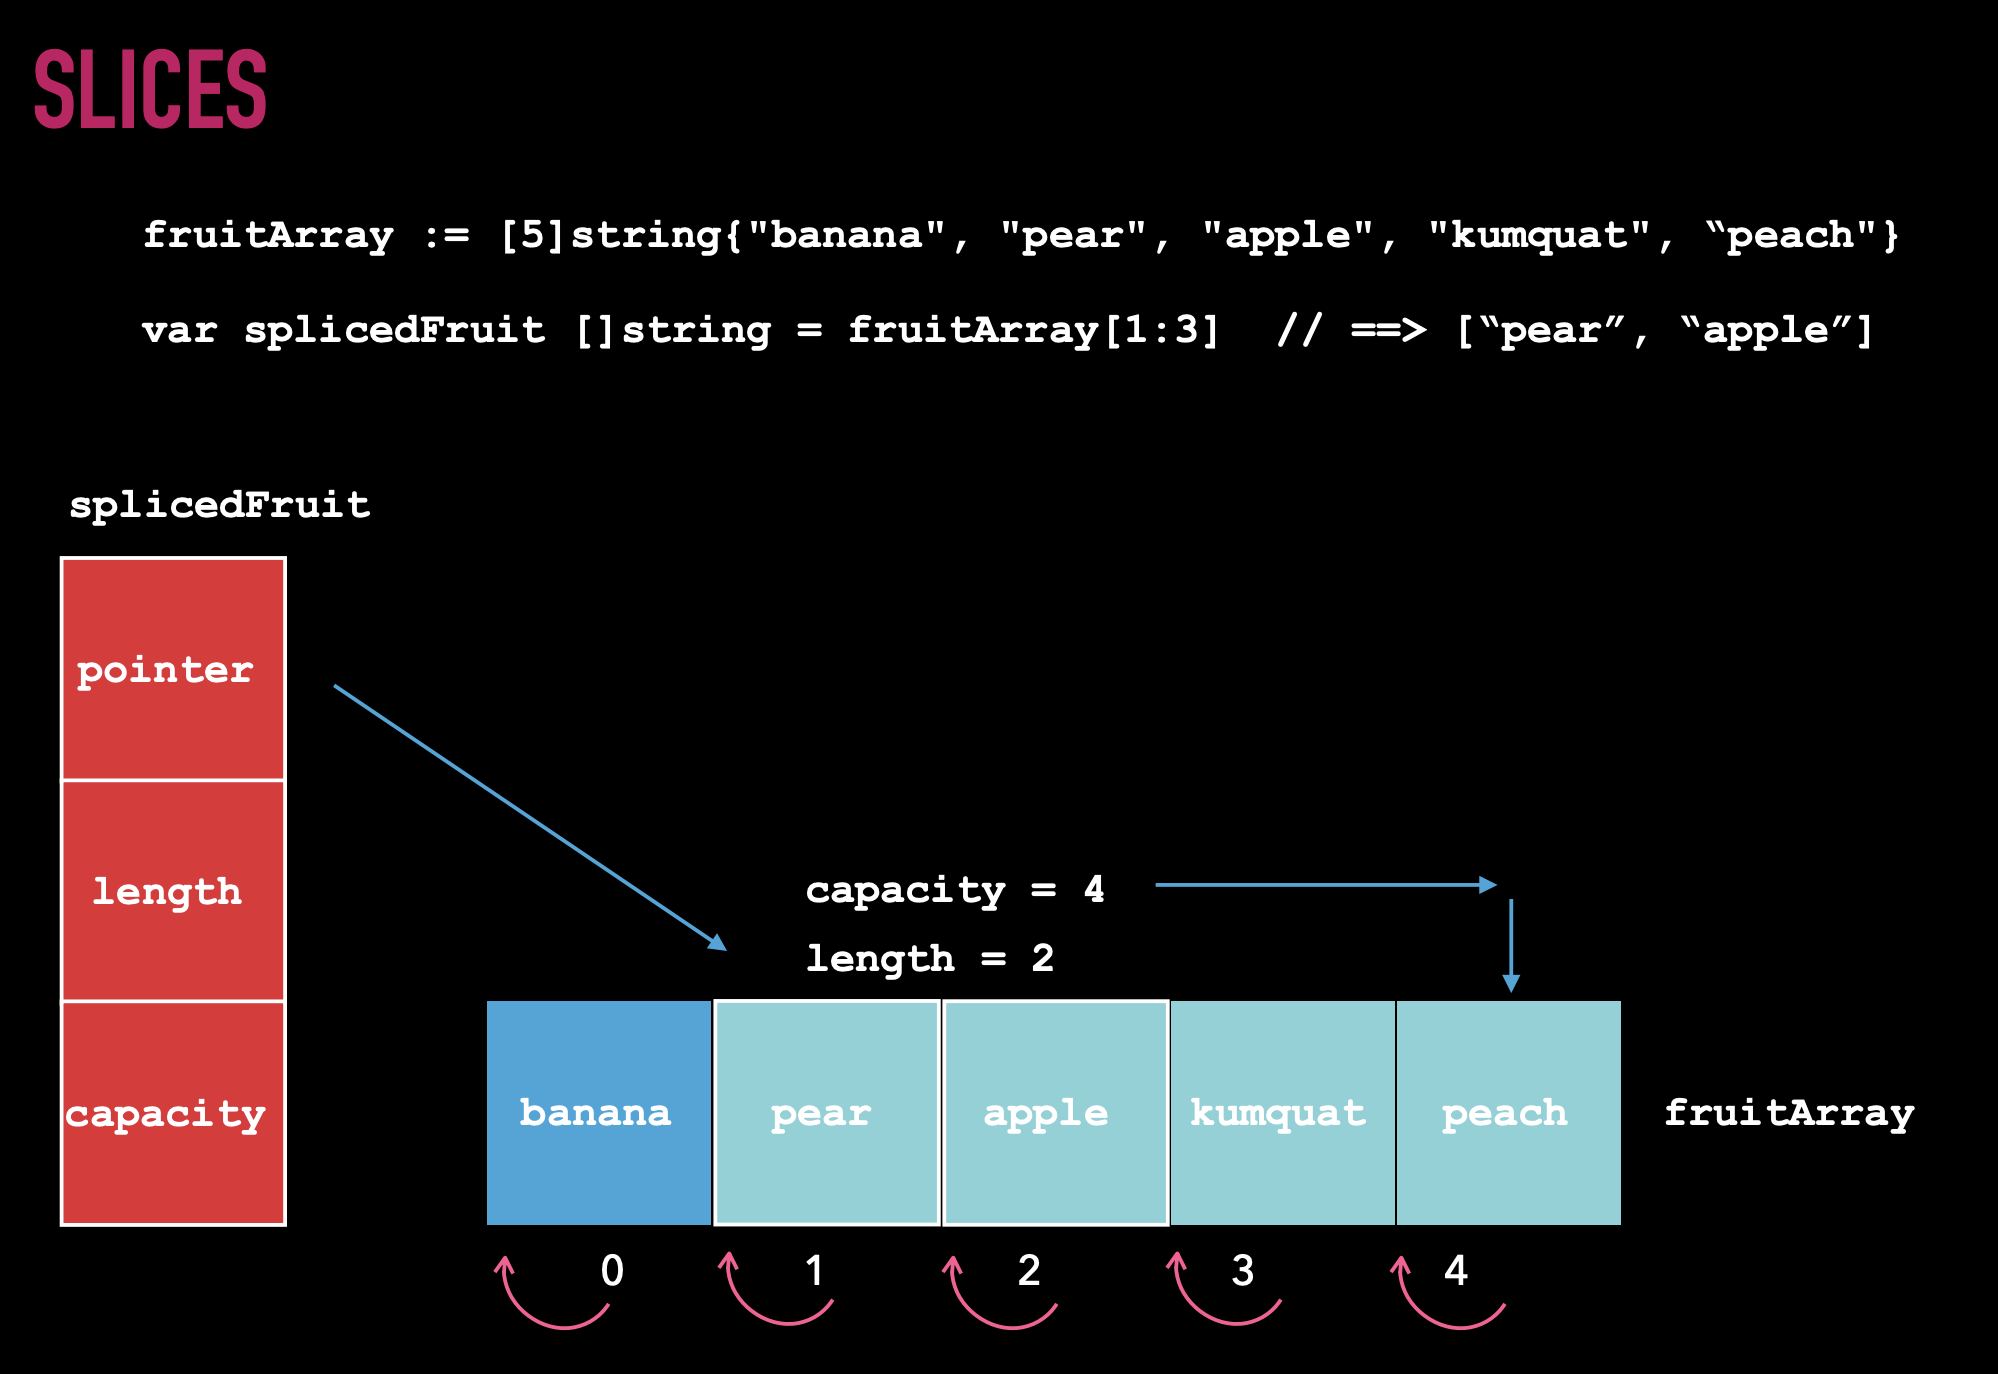 SLICES
fruitArray := [5]string{"banana", "pear", "apple", "kumquat", “peach"}
var splicedFruit []string = fruitArray[1:3] // ==> [“pear”, “apple”]
splicedFruit
pointer
length
capacity
capacity = 4
length = 2
banana pear apple kumquat peach fruitArray
0 1 2 3 4